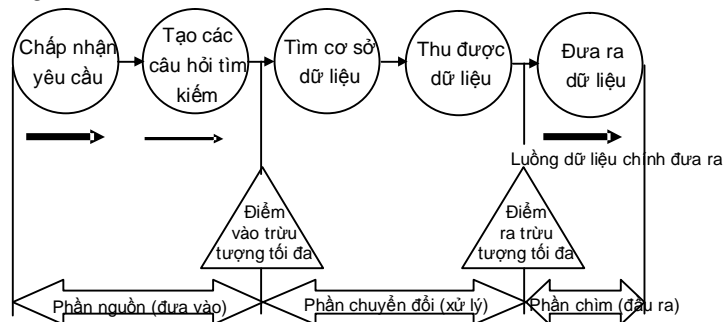 Chấp nhận
yêu cầu
Tạo các
câu hỏi tìm
kiếm
Tìm cơ sở
dữ liệu
Thu được
dữ liệu
Đưa ra
dữ liệu
Luồng dữ liệu chính đưa ra
Điểm
vào trừu
tượng tối đa
Điểm
ra trừu
tượng tối đa
Phần nguồn (đưa vào)
Phần chuyển đổi (xử lý)
Phần chìm (đầu ra)